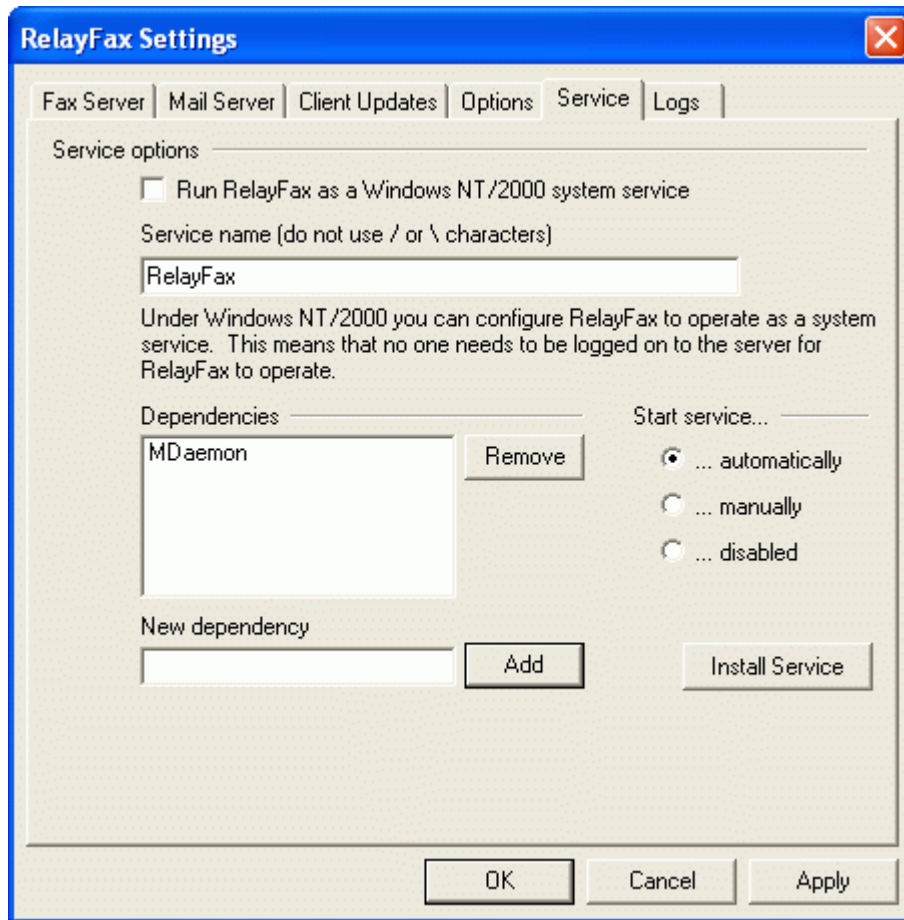 RelayFax Settings
Fax Server Mail Server Client Updates Options Service Logs
Service options
Run RelayFax as a Windows NT/2000 system service
Service name (do not use / or \ characters)
RelayFax
Under Windows NT/2000 you can configure RelayFax to operate as a system
service. This means that no one needs to be logged on to the server for
RelayFax to operate.
Dependencies
MDaemon
Remove
Start service...
... automatically
... manually
... disabled
New dependency
Add
Install Service
OK Cancel Apply